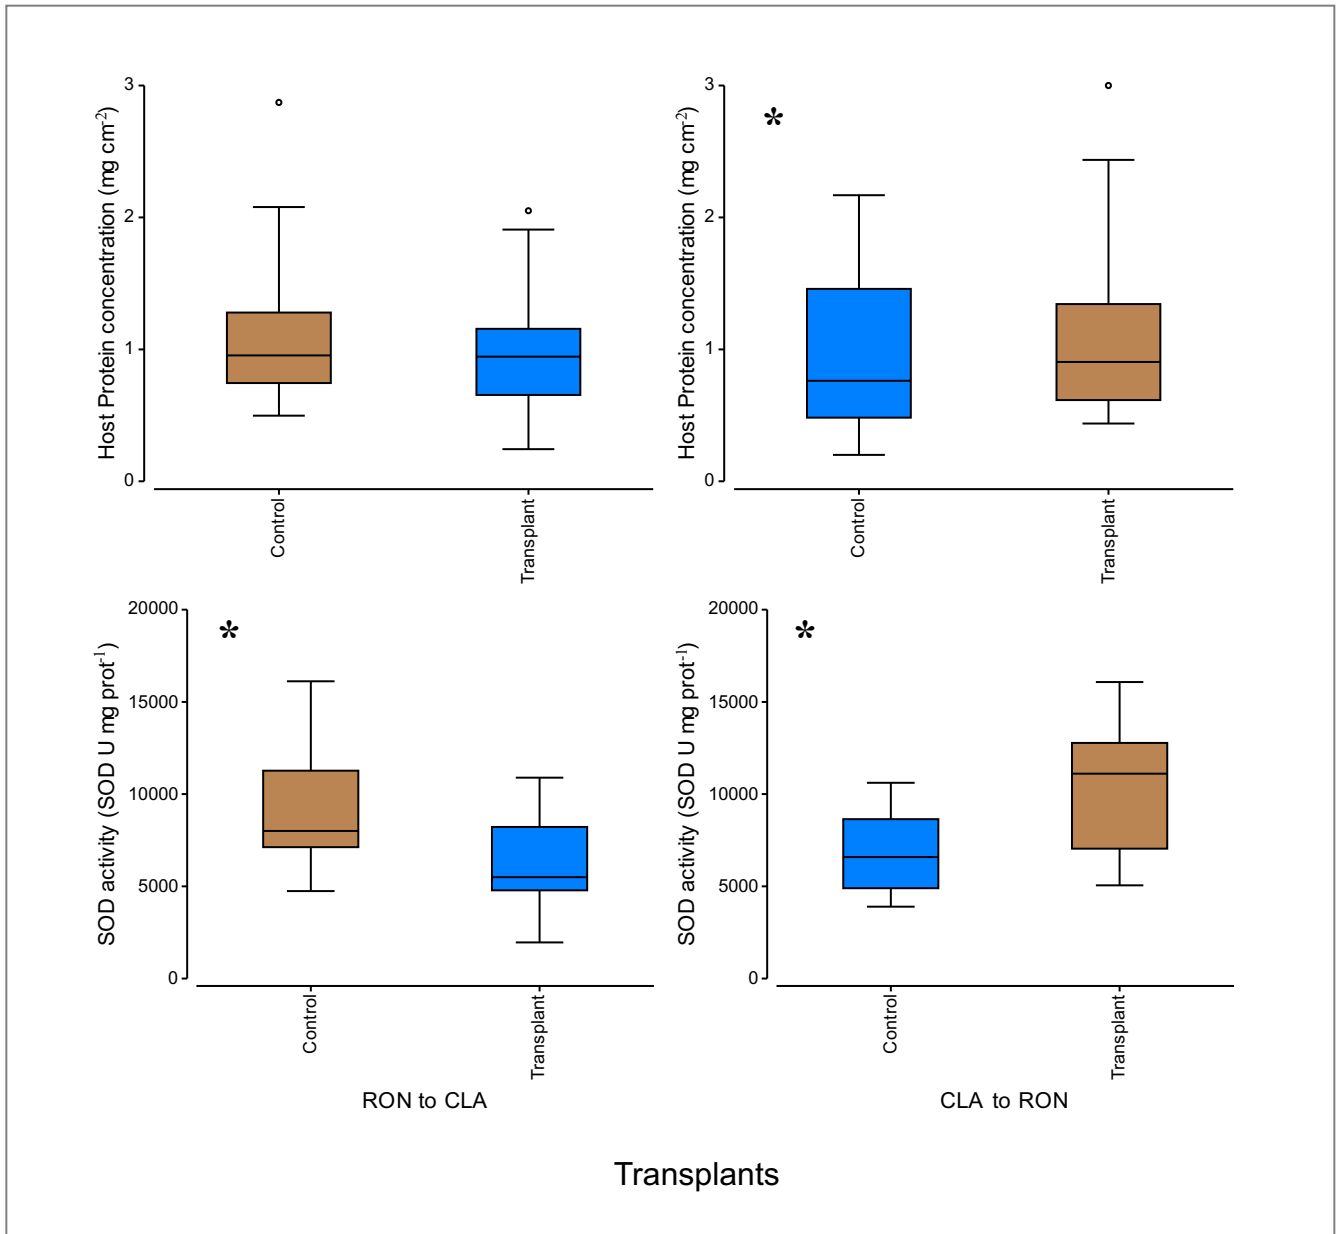 Host Protein concentration (mg cm-2)
3
2
1
0
*
Control
Transplant
Host Protein concentration (mg cm-2)
3
2
1
0
Control
Transplant
SOD activity (SOD U mg prot-1)
20000
15000
10000
5000
0
*
Control
Transplant
RON to CLA
SOD activity (SOD U mg prot-1)
20000
15000
10000
5000
0
*
Control
Transplant
CLA to RON
Transplants